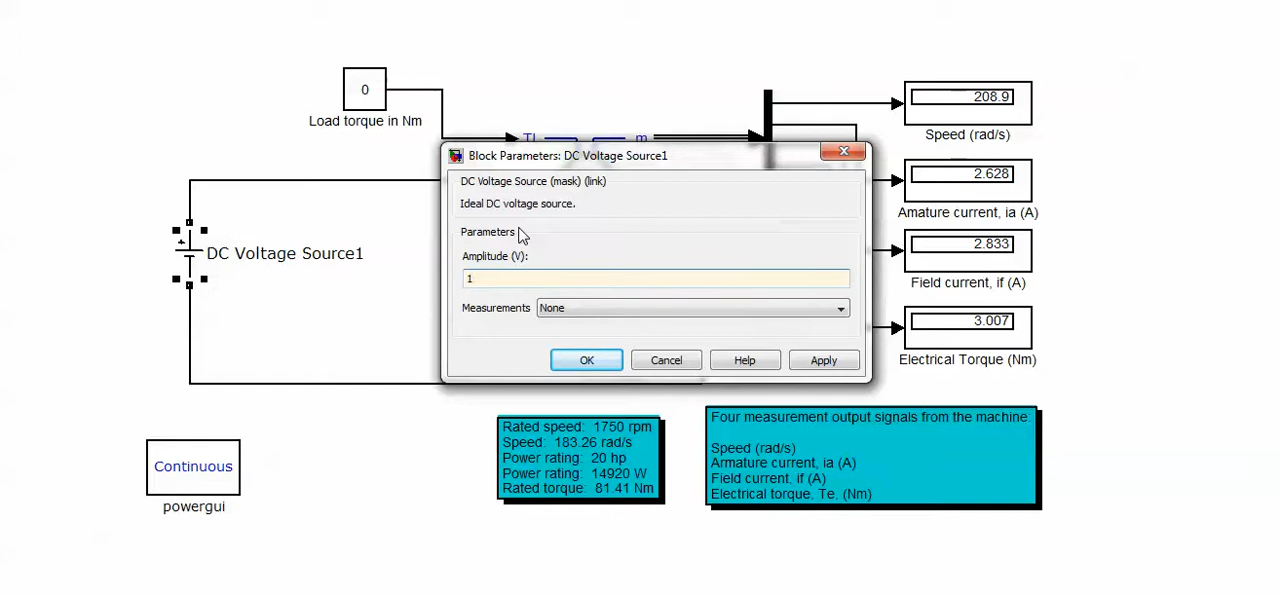 0
Load torque in Nm
TL
m
208.9
Speed (rad/s)
2.628
Amature current, ia (A)
2.833
Field current, if (A)
3.007
Electrical Torque (Nm)
+
DC Voltage Source1
Block Parameters: DC Voltage Source1
DC Voltage Source (mask) (link)
Ideal DC voltage source.
Parameters
Amplitude (V):
1
Measurements None
OK Cancel Help Apply
Rated speed: 1750 rpm
Speed: 183.26 rad/s
Power rating: 20 hp
Power rating: 14920 W
Rated torque: 81.41 Nm
Four measurement output signals from the machine:
Speed (rad/s)
Armature current, ia (A)
Field current, if (A)
Electrical torque, Te, (Nm)
Continuous
powergui